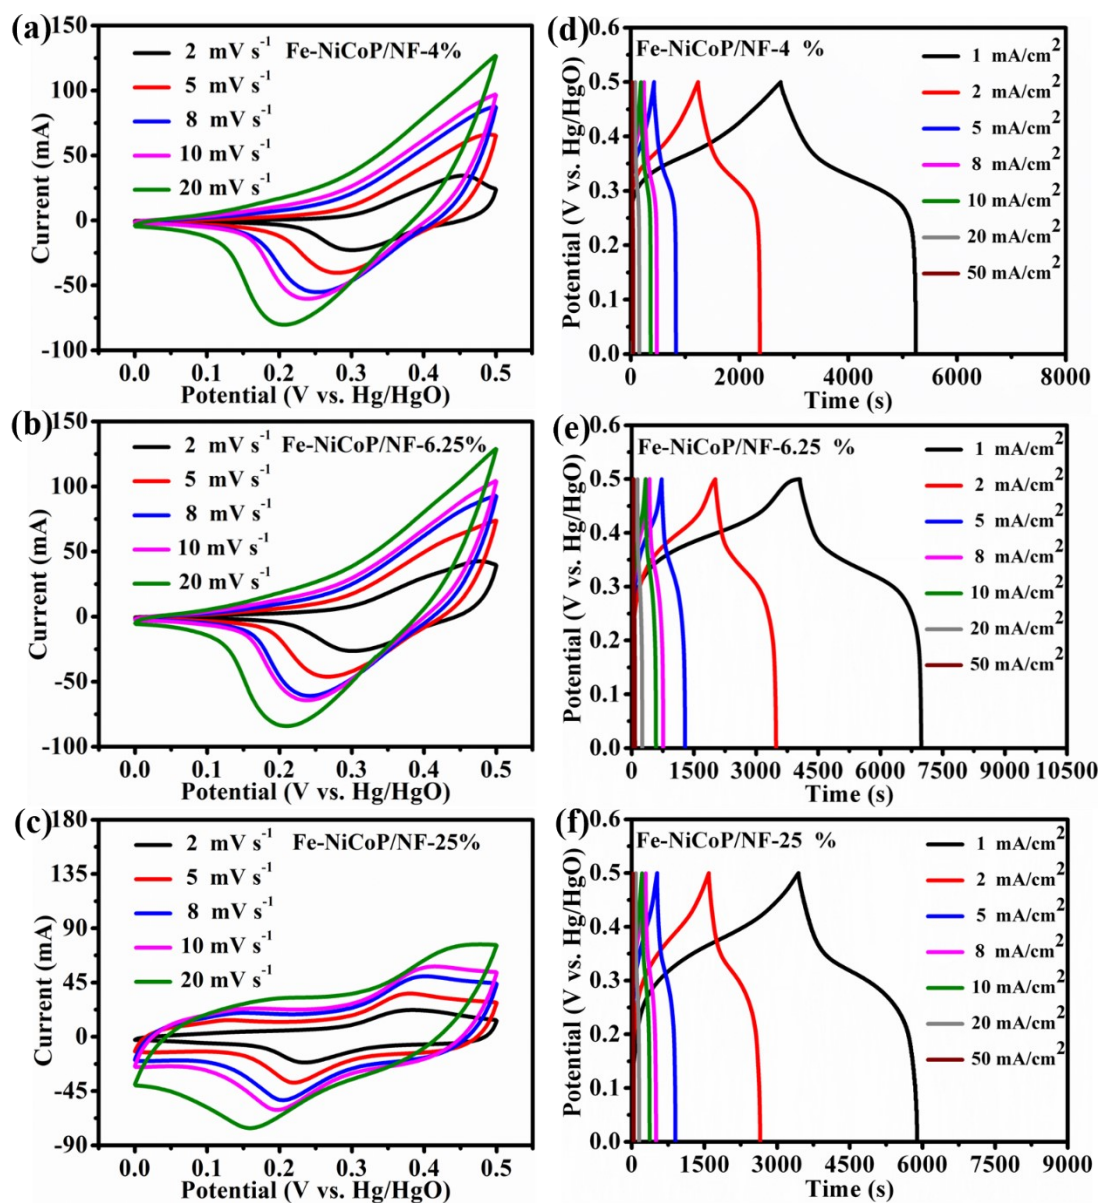 (a)
150
100
50
0
-50
-100
Current (mA)
2 mV s⁻¹
5 mV s⁻¹
8 mV s⁻¹
10 mV s⁻¹
20 mV s⁻¹
Fe-NiCoP/NF-4%
0.0 0.1 0.2 0.3 0.4 0.5
Potential (V vs. Hg/HgO)
(d)
0.6
0.5
0.4
0.3
0.2
0.1
0.0
Potential (V vs. Hg/HgO)
Fe-NiCoP/NF-4 %
1 mA/cm²
2 mA/cm²
5 mA/cm²
8 mA/cm²
10 mA/cm²
20 mA/cm²
50 mA/cm²
0 2000 4000 6000 8000
Time (s)
(b)
150
100
50
0
-50
-100
Current (mA)
2 mV s⁻¹
5 mV s⁻¹
8 mV s⁻¹
10 mV s⁻¹
20 mV s⁻¹
Fe-NiCoP/NF-6.25%
0.0 0.1 0.2 0.3 0.4 0.5
Potential (V vs. Hg/HgO)
(e)
0.6
0.5
0.4
0.3
0.2
0.1
0.0
Potential (V vs. Hg/HgO)
Fe-NiCoP/NF-6.25 %
1 mA/cm²
2 mA/cm²
5 mA/cm²
8 mA/cm²
10 mA/cm²
20 mA/cm²
50 mA/cm²
0 1500 3000 4500 6000 7500 9000 10500
Time (s)
(c)
180
135
90
45
0
-45
-90
Current (mA)
2 mV s⁻¹
5 mV s⁻¹
8 mV s⁻¹
10 mV s⁻¹
20 mV s⁻¹
Fe-NiCoP/NF-25%
0.0 0.1 0.2 0.3 0.4 0.5
Potential (V vs. Hg/HgO)
(f)
0.6
0.5
0.4
0.3
0.2
0.1
0.0
Potential (V vs. Hg/HgO)
Fe-NiCoP/NF-25 %
1 mA/cm²
2 mA/cm²
5 mA/cm²
8 mA/cm²
10 mA/cm²
20 mA/cm²
50 mA/cm²
0 1500 3000 4500 6000 7500 9000
Time (s)